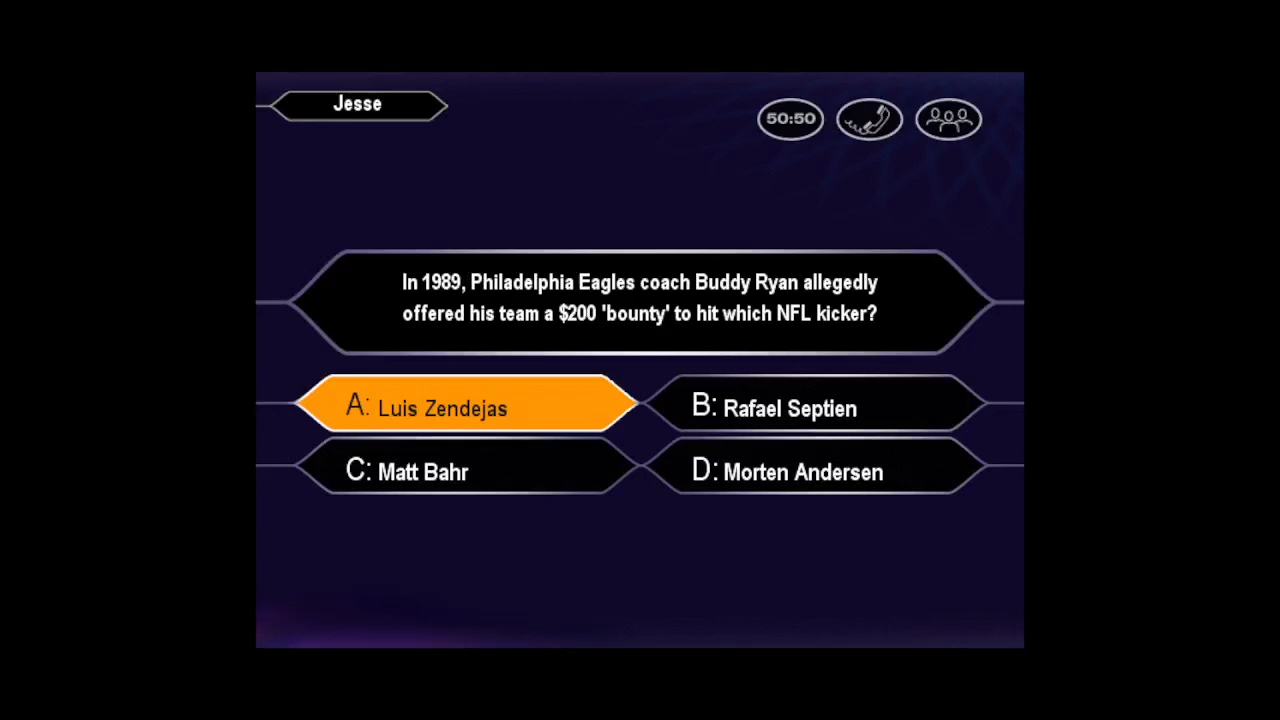 Jesse
50:50
In 1989, Philadelphia Eagles coach Buddy Ryan allegedly
offered his team a $200 'bounty' to hit which NFL kicker?
A: Luis Zendejas
B: Rafael Septien
C: Matt Bahr
D: Morten Andersen